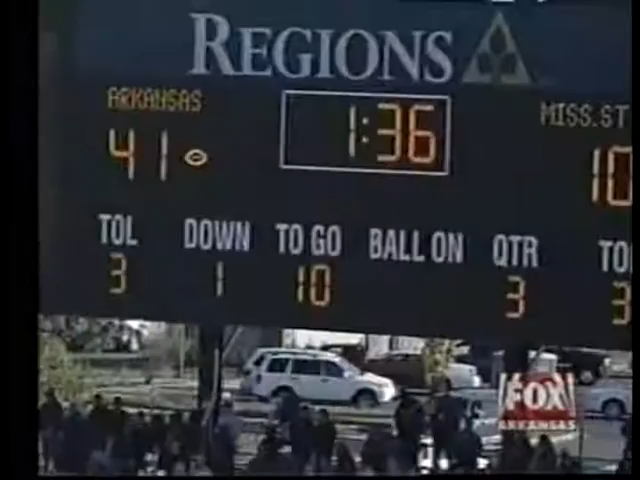 REGIONS
ARKANSAS 1:36 MISS.ST
41 10
TOL DOWN TO GO BALL ON QTR TO
3 1 10 3 3
FOX
ARKANSAS